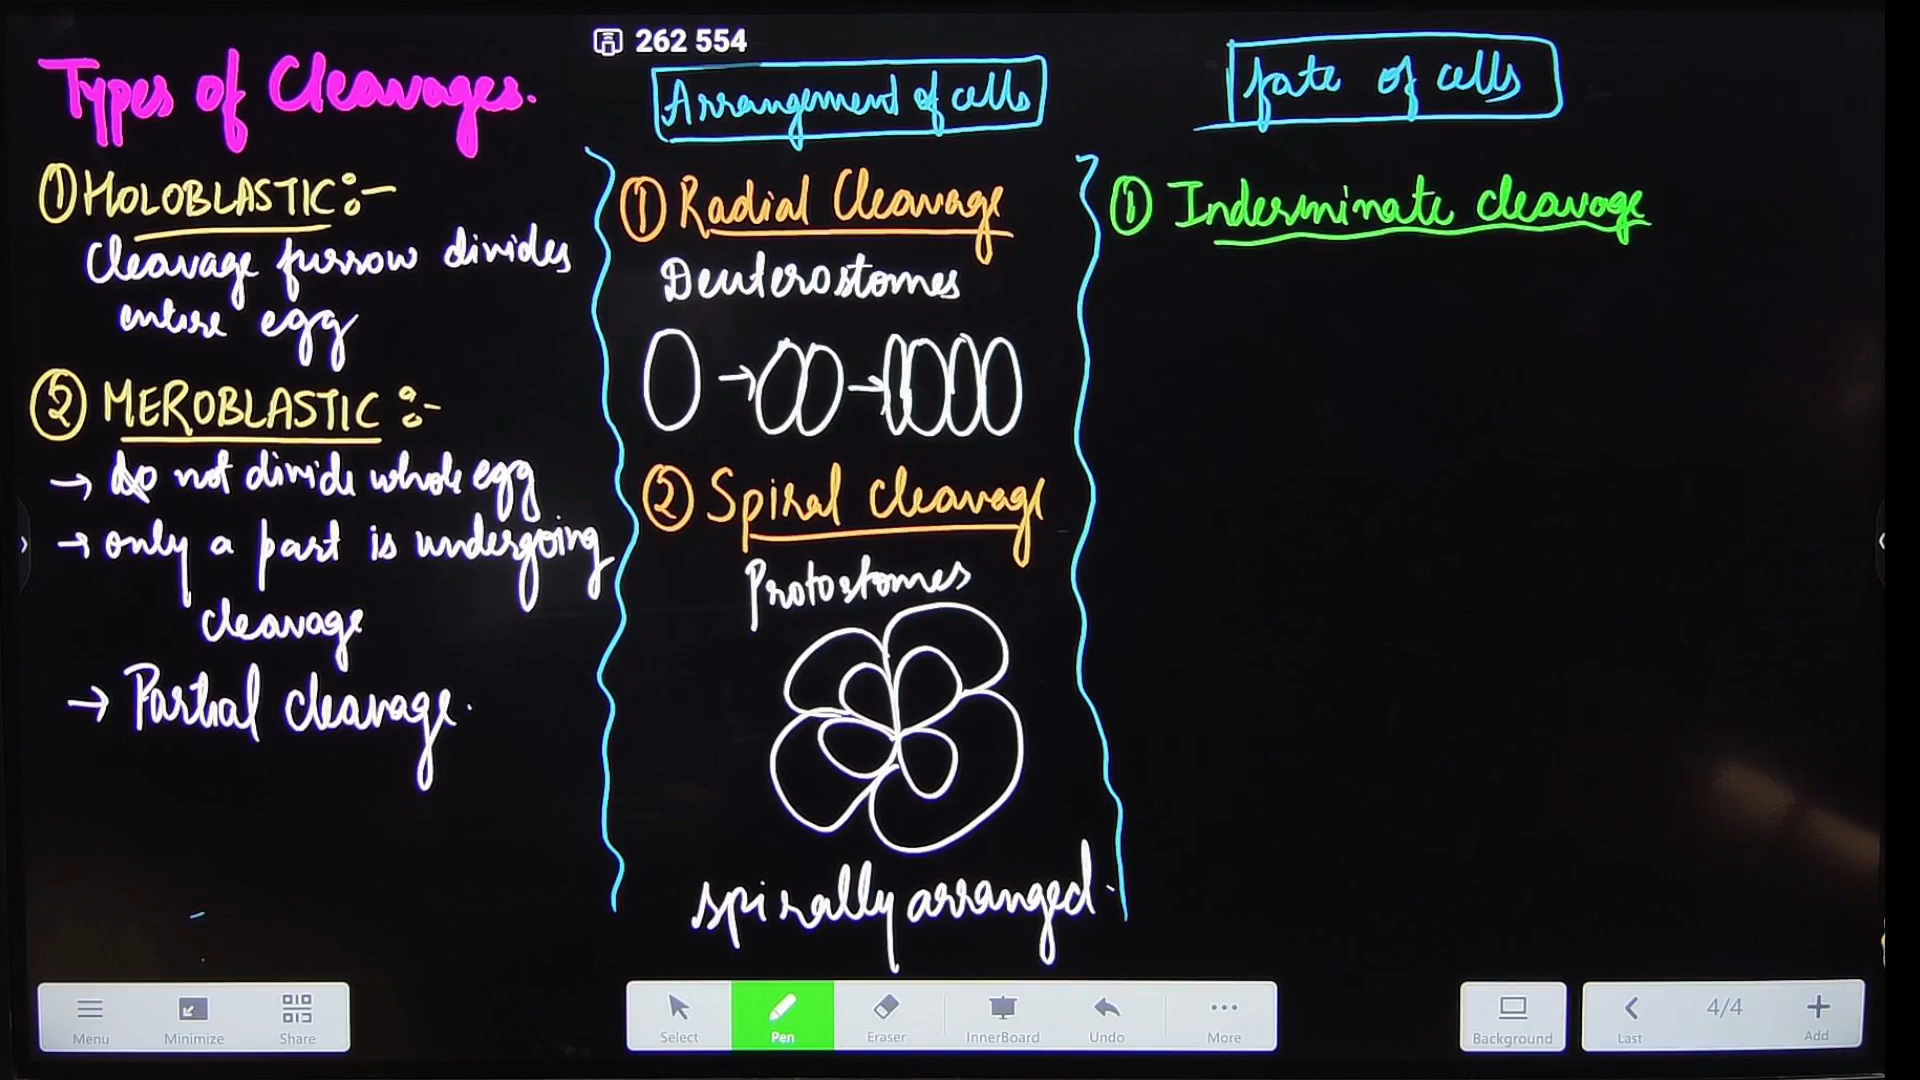 262 554
Types of Cleavages.
① HOLOBLASTIC:-
Cleavage furrow divides
entire egg
② MEROBLASTIC :-
→ do not divide whole egg
→ only a part is undergoing
cleavage
→ Partial cleavage.
Arrangement of cells
① Radial Cleavage
Deuterostomes
② Spiral cleavage
Protostomes
spirally arranged.
fate of cells
① Inderminate cleavage
Menu
Minimize
Share
Select
Pen
Eraser
InnerBoard
Undo
More
Background
Last
4/4
Add